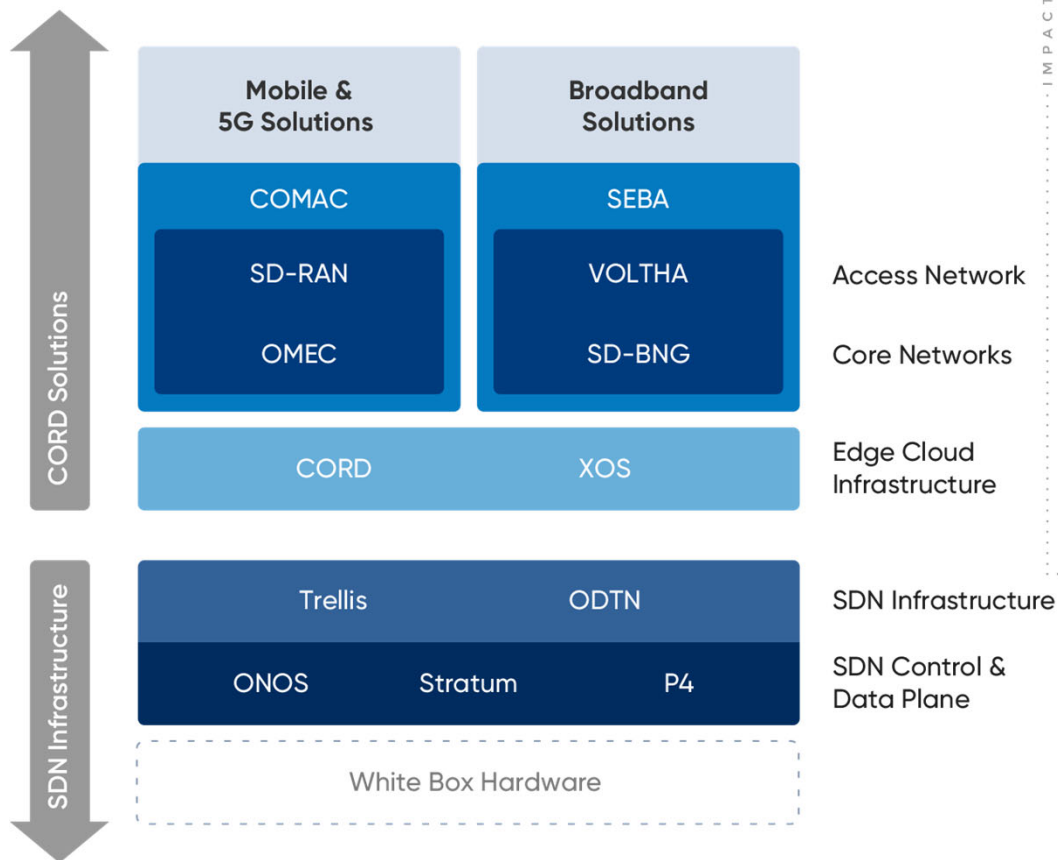 IMPACT
Mobile &
5G Solutions
Broadband
Solutions
COMAC
SEBA
SD-RAN
VOLTHA
Access Network
OMEC
SD-BNG
Core Networks
CORD Solutions
CORD
XOS
Edge Cloud
Infrastructure
Trellis
ODTN
SDN Infrastructure
ONOS
Stratum
P4
SDN Control &
Data Plane
SDN Infrastructure
White Box Hardware